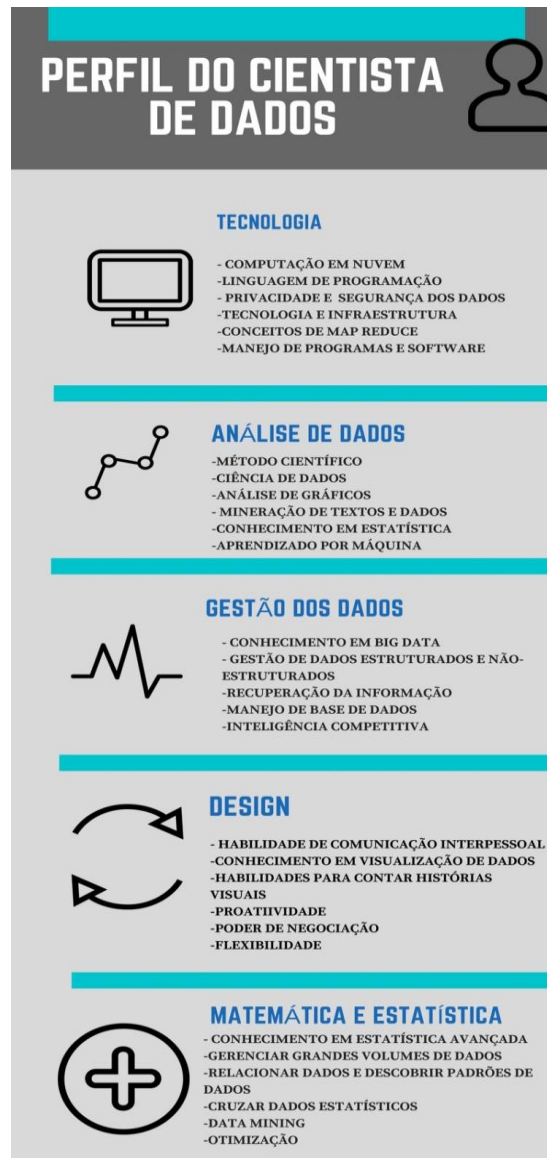 PERFIL DO CIENTISTA
DE DADOS
TECNOLOGIA
- COMPUTAÇÃO EM NUVEM
-LINGUAGEM DE PROGRAMAÇÃO
- PRIVACIDADE E SEGURANÇA DOS DADOS
-TECNOLOGIA E INFRAESTRUTURA
-CONCEITOS DE MAP REDUCE
-MANEJO DE PROGRAMAS E SOFTWARE
ANÁLISE DE DADOS
-MÉTODO CIENTÍFICO
-CIÊNCIA DE DADOS
-ANÁLISE DE GRÁFICOS
- MINERAÇÃO DE TEXTOS E DADOS
-CONHECIMENTO EM ESTATÍSTICA
-APRENDIZADO POR MÁQUINA
GESTÃO DOS DADOS
- CONHECIMENTO EM BIG DATA
- GESTÃO DE DADOS ESTRUTURADOS E NÃO-
ESTRUTURADOS
-RECUPERAÇÃO DA INFORMAÇÃO
-MANEJO DE BASE DE DADOS
-INTELIGÊNCIA COMPETITIVA
DESIGN
- HABILIDADE DE COMUNICAÇÃO INTERPESSOAL
-CONHECIMENTO EM VISUALIZAÇÃO DE DADOS
-HABILIDADES PARA CONTAR HISTÓRIAS
VISUAIS
-PROATIIVIDADE
-PODER DE NEGOCIAÇÃO
-FLEXIBILIDADE
MATEMÁTICA E ESTATÍSTICA
- CONHECIMENTO EM ESTATÍSTICA AVANÇADA
-GERENCIAR GRANDES VOLUMES DE DADOS
-RELACIONAR DADOS E DESCOBRIR PADRÕES DE
DADOS
-CRUZAR DADOS ESTATÍSTICOS
-DATA MINING
-OTIMIZAÇÃO